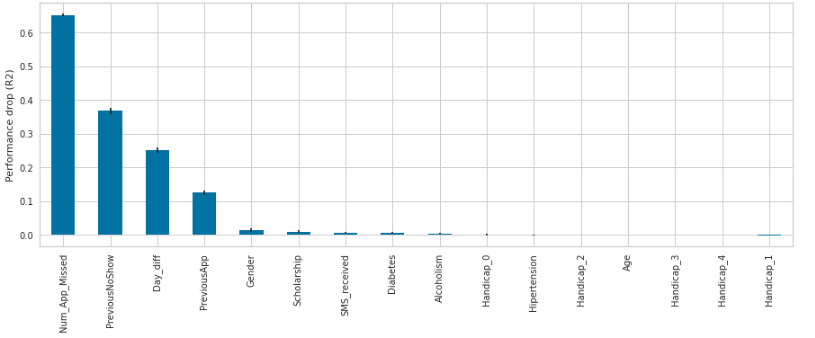 Performance drop (R2)
0.6
0.5
0.4
0.3
0.2
0.1
0.0
Num_App_Missed
PreviousNoShow
Day_diff
PreviousApp
Gender
Scholarship
SMS_received
Diabetes
Alcoholism
Handicap_0
Hipertension
Handicap_2
Age
Handicap_3
Handicap_4
Handicap_1